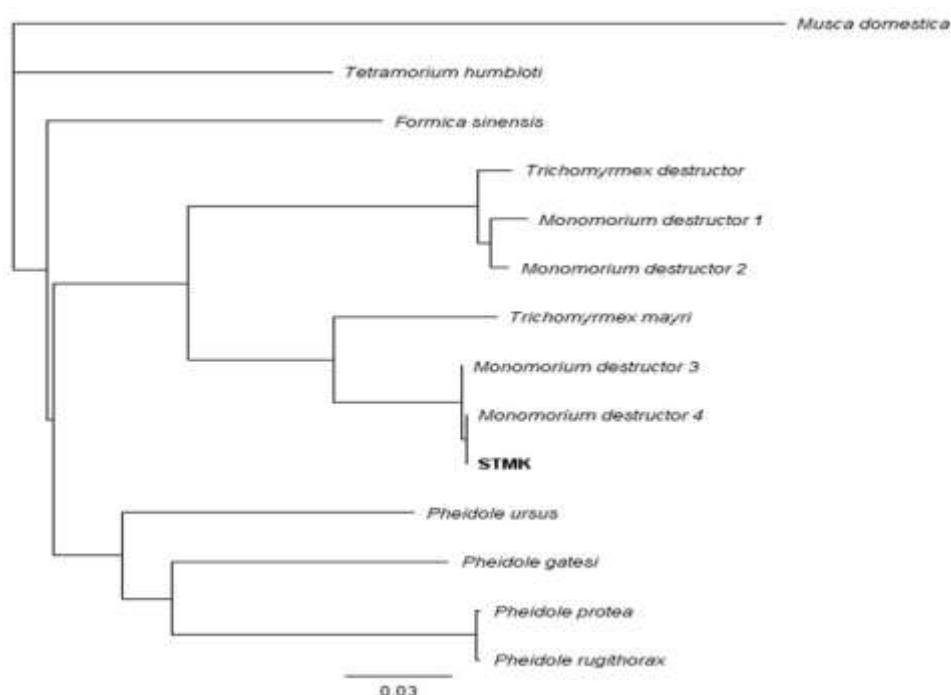 Musca domestica
Tetramorium humbloti
Formica sinensis
Trichomyrmex destructor
Monomorium destructor 1
Monomorium destructor 2
Trichomyrmex mayri
Monomorium destructor 3
Monomorium destructor 4
STMK
Pheidole ursus
Pheidole gatesi
Pheidole protea
Pheidole rugithorax
0.03